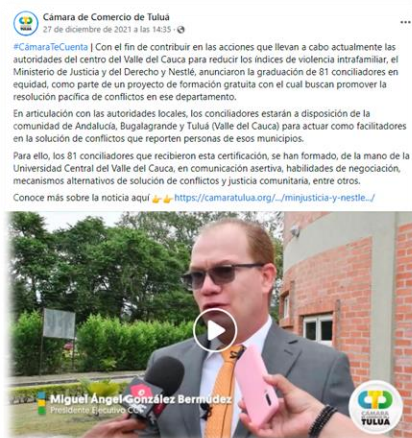 Cámara de Comercio de Tuluá
27 de diciembre de 2021 a las 14:35 ·
#CámaraTeCuenta | Con el fin de contribuir en las acciones que llevan a cabo actualmente las
autoridades del centro del Valle del Cauca para reducir los índices de violencia intrafamiliar, el
Ministerio de Justicia y del Derecho y Nestlé, anunciaron la graduación de 81 conciliadores en
equidad, como parte de un proyecto de formación gratuita con el cual buscan promover la
resolución pacífica de conflictos en ese departamento.
En articulación con las autoridades locales, los conciliadores estarán a disposición de la
comunidad de Andalucía, Bugalagrande y Tuluá (Valle del Cauca) para actuar como facilitadores
en la solución de conflictos que reporten personas de esos municipios.
Para ello, los 81 conciliadores que recibieron esta certificación, se han formado, de la mano de la
Universidad Central del Valle del Cauca, en comunicación asertiva, habilidades de negociación,
mecanismos alternativos de solución de conflictos y justicia comunitaria, entre otros.
Conoce más sobre la noticia aquí 👉👉https://camaratulua.org/.../minjusticia-y-nestle.../
Miguel Ángel González Bermúdez
Presidente Ejecutivo
TULUÁ